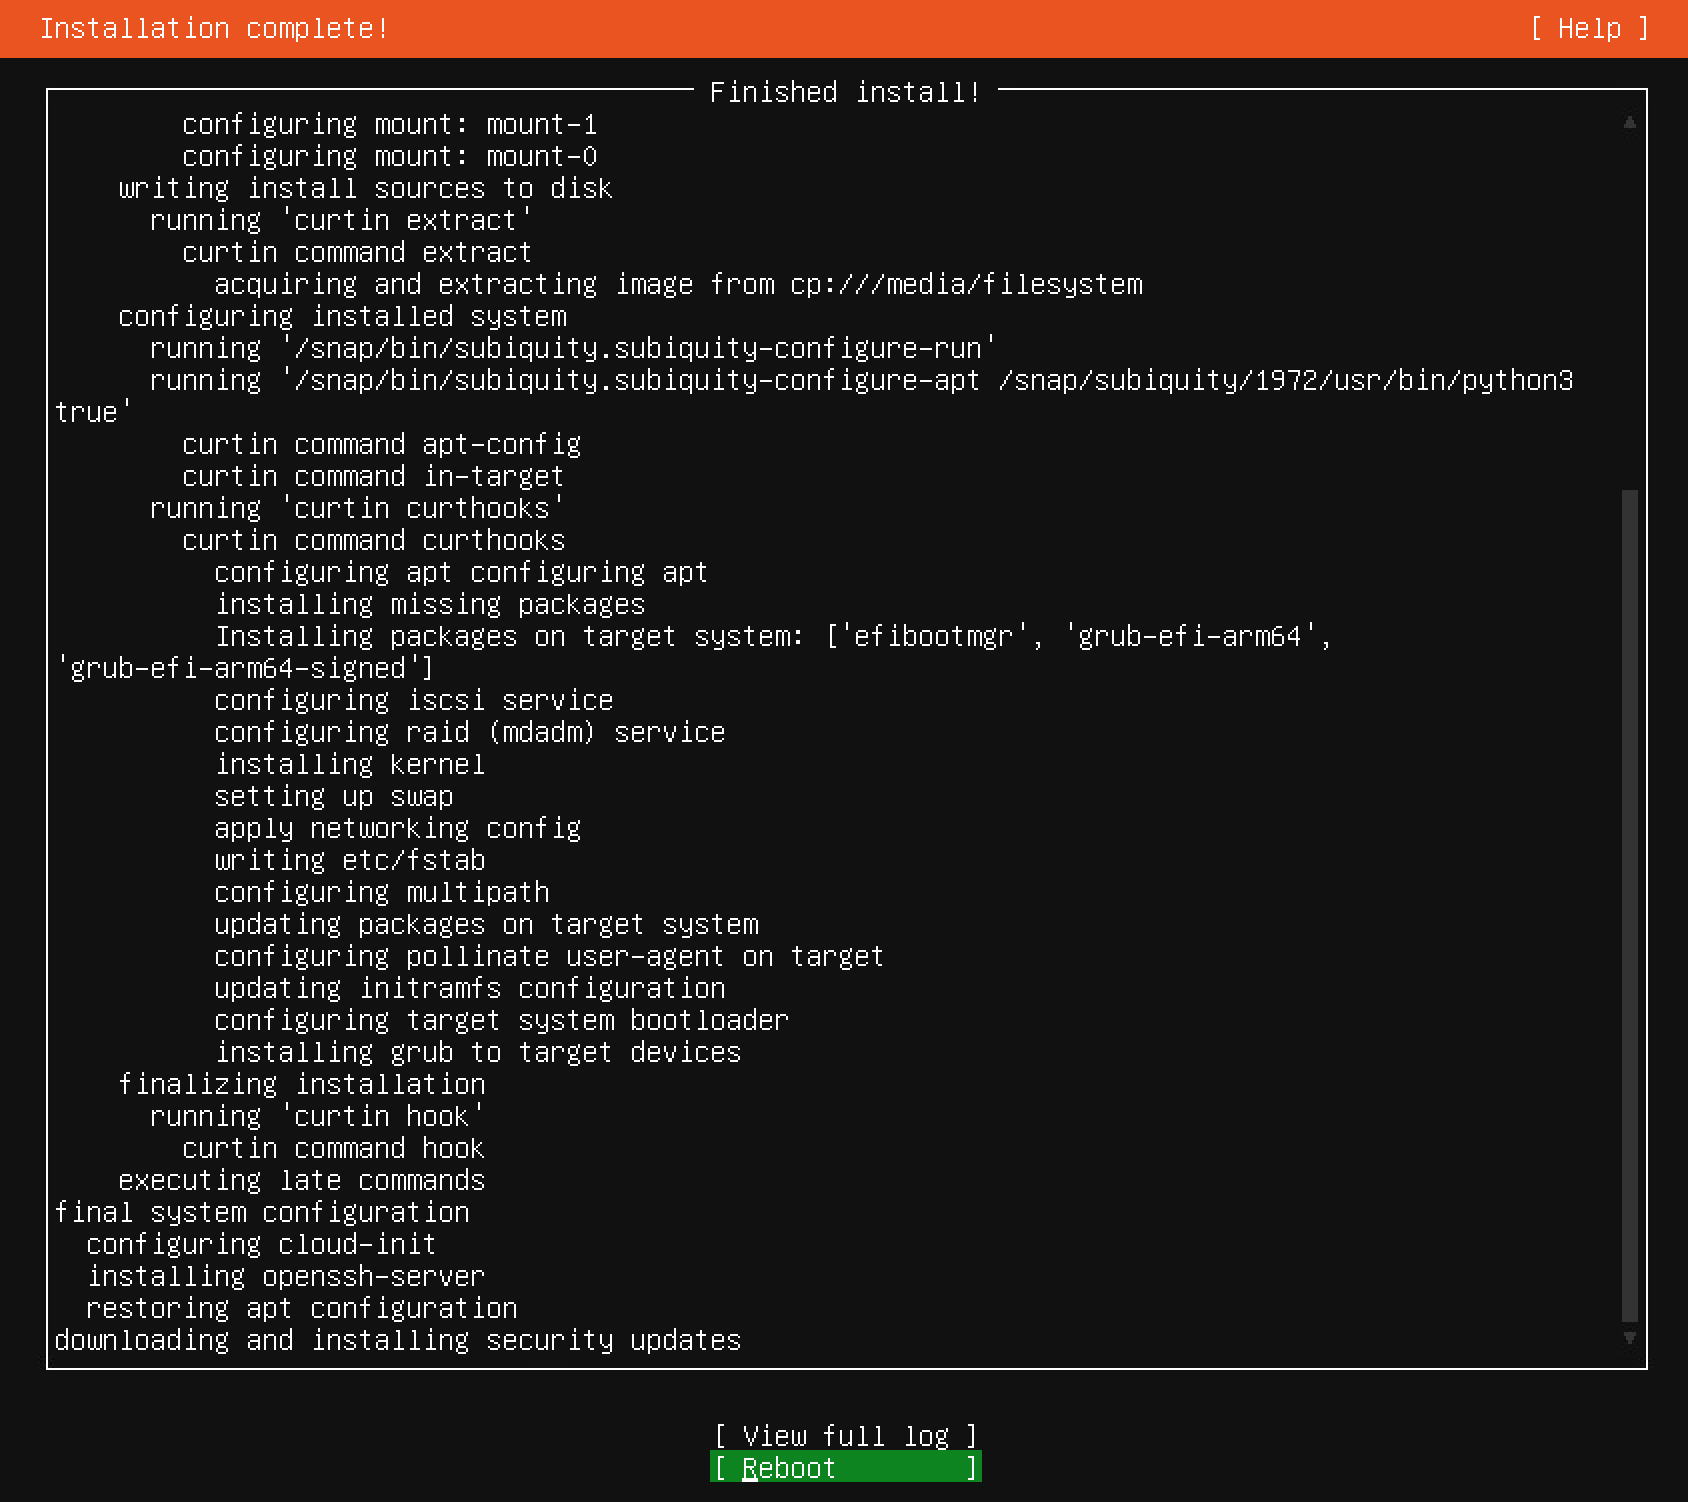 Installation complete! [ Help ]
Finished install!
configuring mount: mount-1
configuring mount: mount-0
writing install sources to disk
running 'curtin extract'
curtin command extract
acquiring and extracting image from cp:///media/filesystem
configuring installed system
running '/snap/bin/subiquity.subiquity-configure-run'
running '/snap/bin/subiquity.subiquity-configure-apt /snap/subiquity/1972/usr/bin/python3
true'
curtin command apt-config
curtin command in-target
running 'curtin curthooks'
curtin command curthooks
configuring apt configuring apt
installing missing packages
Installing packages on target system: ['efibootmgr', 'grub-efi-arm64',
'grub-efi-arm64-signed']
configuring iscsi service
configuring raid (mdadm) service
installing kernel
setting up swap
apply networking config
writing etc/fstab
configuring multipath
updating packages on target system
configuring pollinate user-agent on target
updating initramfs configuration
configuring target system bootloader
installing grub to target devices
finalizing installation
running 'curtin hook'
curtin command hook
executing late commands
final system configuration
configuring cloud-init
installing openssh-server
restoring apt configuration
downloading and installing security updates
[ View full log ]
[ Reboot ]